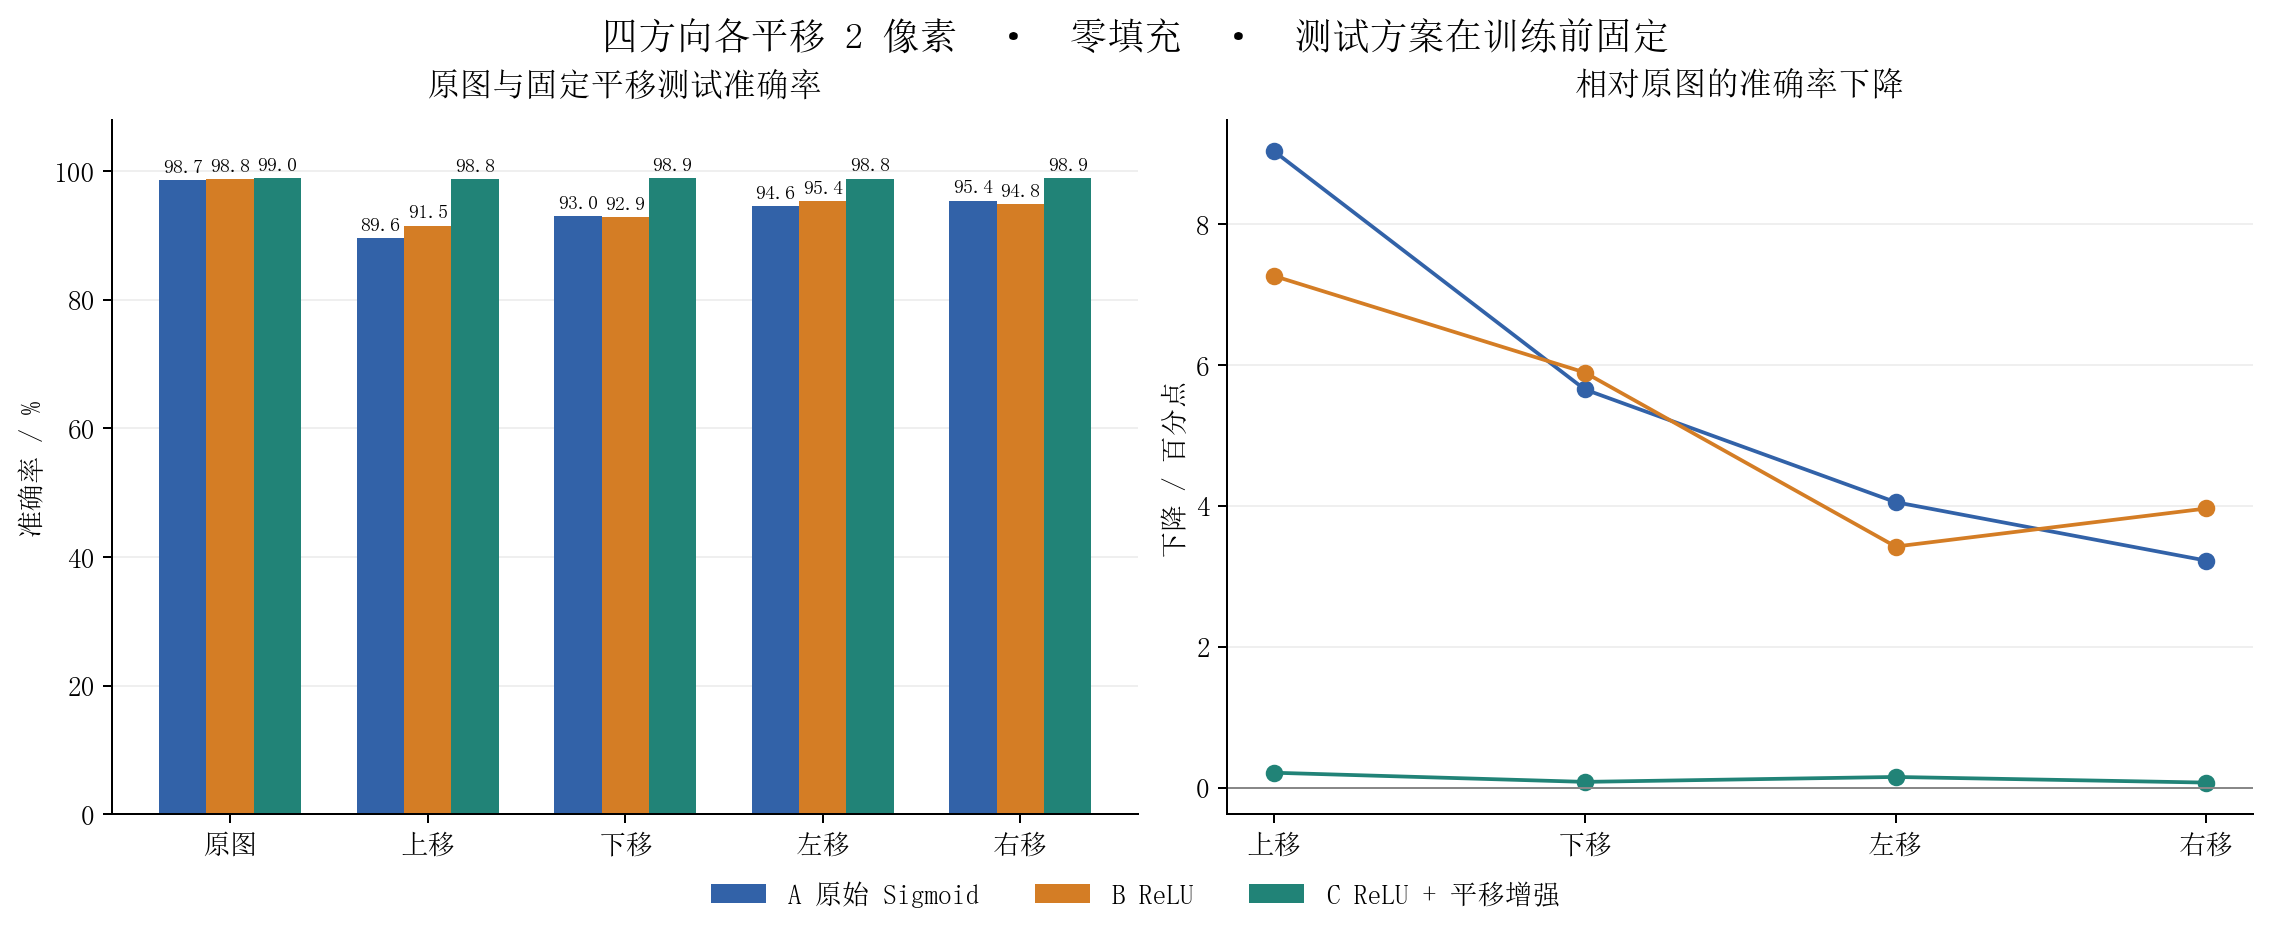 四方向各平移 2 像素 • 零填充 • 测试方案在训练前固定
原图与固定平移测试准确率
准确率 / %
100
80
60
40
20
0
98.7 98.8 99.0
89.6 91.5 98.8
93.0 92.9 98.9
94.6 95.4 98.8
95.4 94.8 98.9
原图 上移 下移 左移 右移
相对原图的准确率下降
下降 / 百分点
8
6
4
2
0
上移 下移 左移 右移
A 原始 Sigmoid B ReLU C ReLU + 平移增强